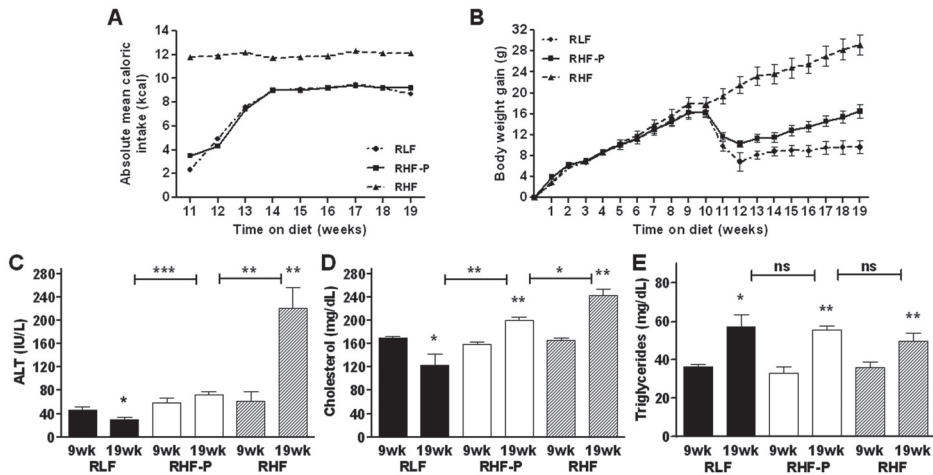 A
Absolute mean caloric
intake (kcal)
14
12
10
8
6
4
2
0
RLF
RHF-P
RHF
11 12 13 14 15 16 17 18 19
Time on diet (weeks)
B
Body weight gain (g)
32
28
24
20
16
12
8
4
0
RLF
RHF-P
RHF
1 2 3 4 5 6 7 8 9 10 11 12 13 14 15 16 17 18 19
Time on diet (weeks)
C
ALT (IU/L)
280
240
200
160
120
80
40
0
*** ** **
*
9wk 19wk 9wk 19wk 9wk 19wk
RLF RHF-P RHF
D
Cholesterol (mg/dL)
280
240
200
160
120
80
40
0
** * **
* **
9wk 19wk 9wk 19wk 9wk 19wk
RLF RHF-P RHF
E
Triglycerides (mg/dL)
80
60
40
20
0
ns ns
* ** **
9wk 19wk 9wk 19wk 9wk 19wk
RLF RHF-P RHF